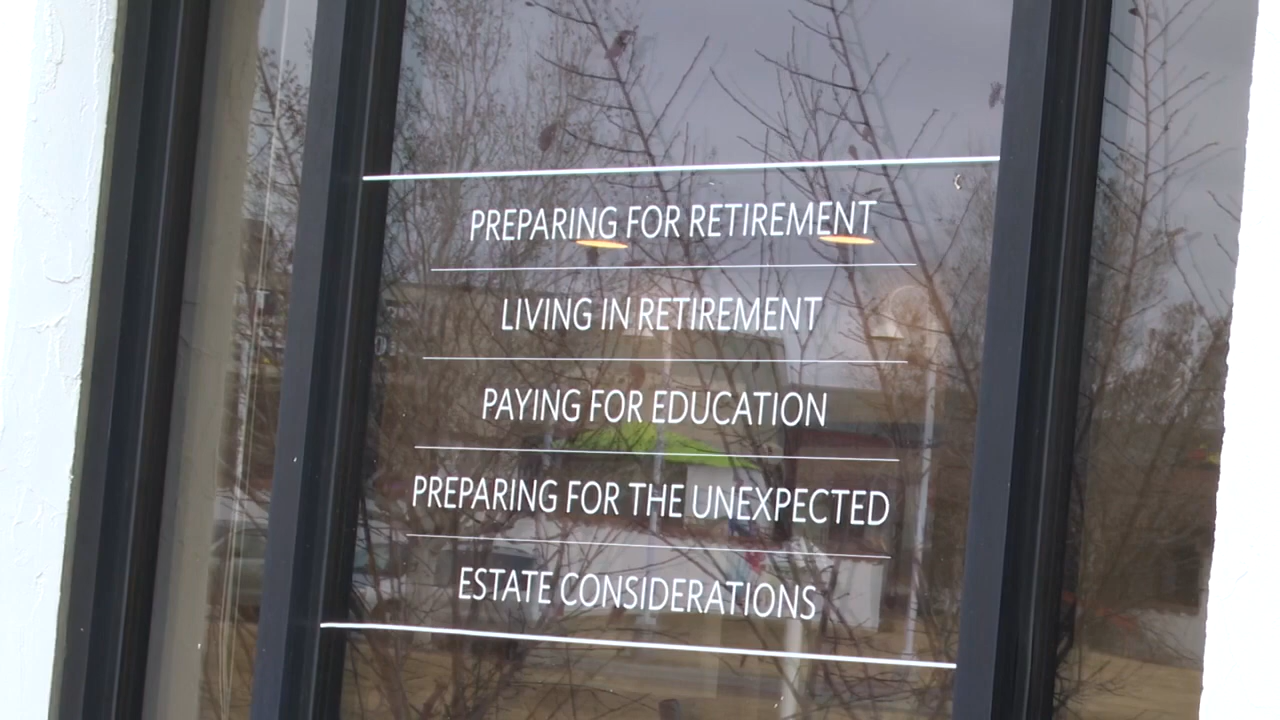 PREPARING FOR RETIREMENT
LIVING IN RETIREMENT
PAYING FOR EDUCATION
PREPARING FOR THE UNEXPECTED
ESTATE CONSIDERATIONS